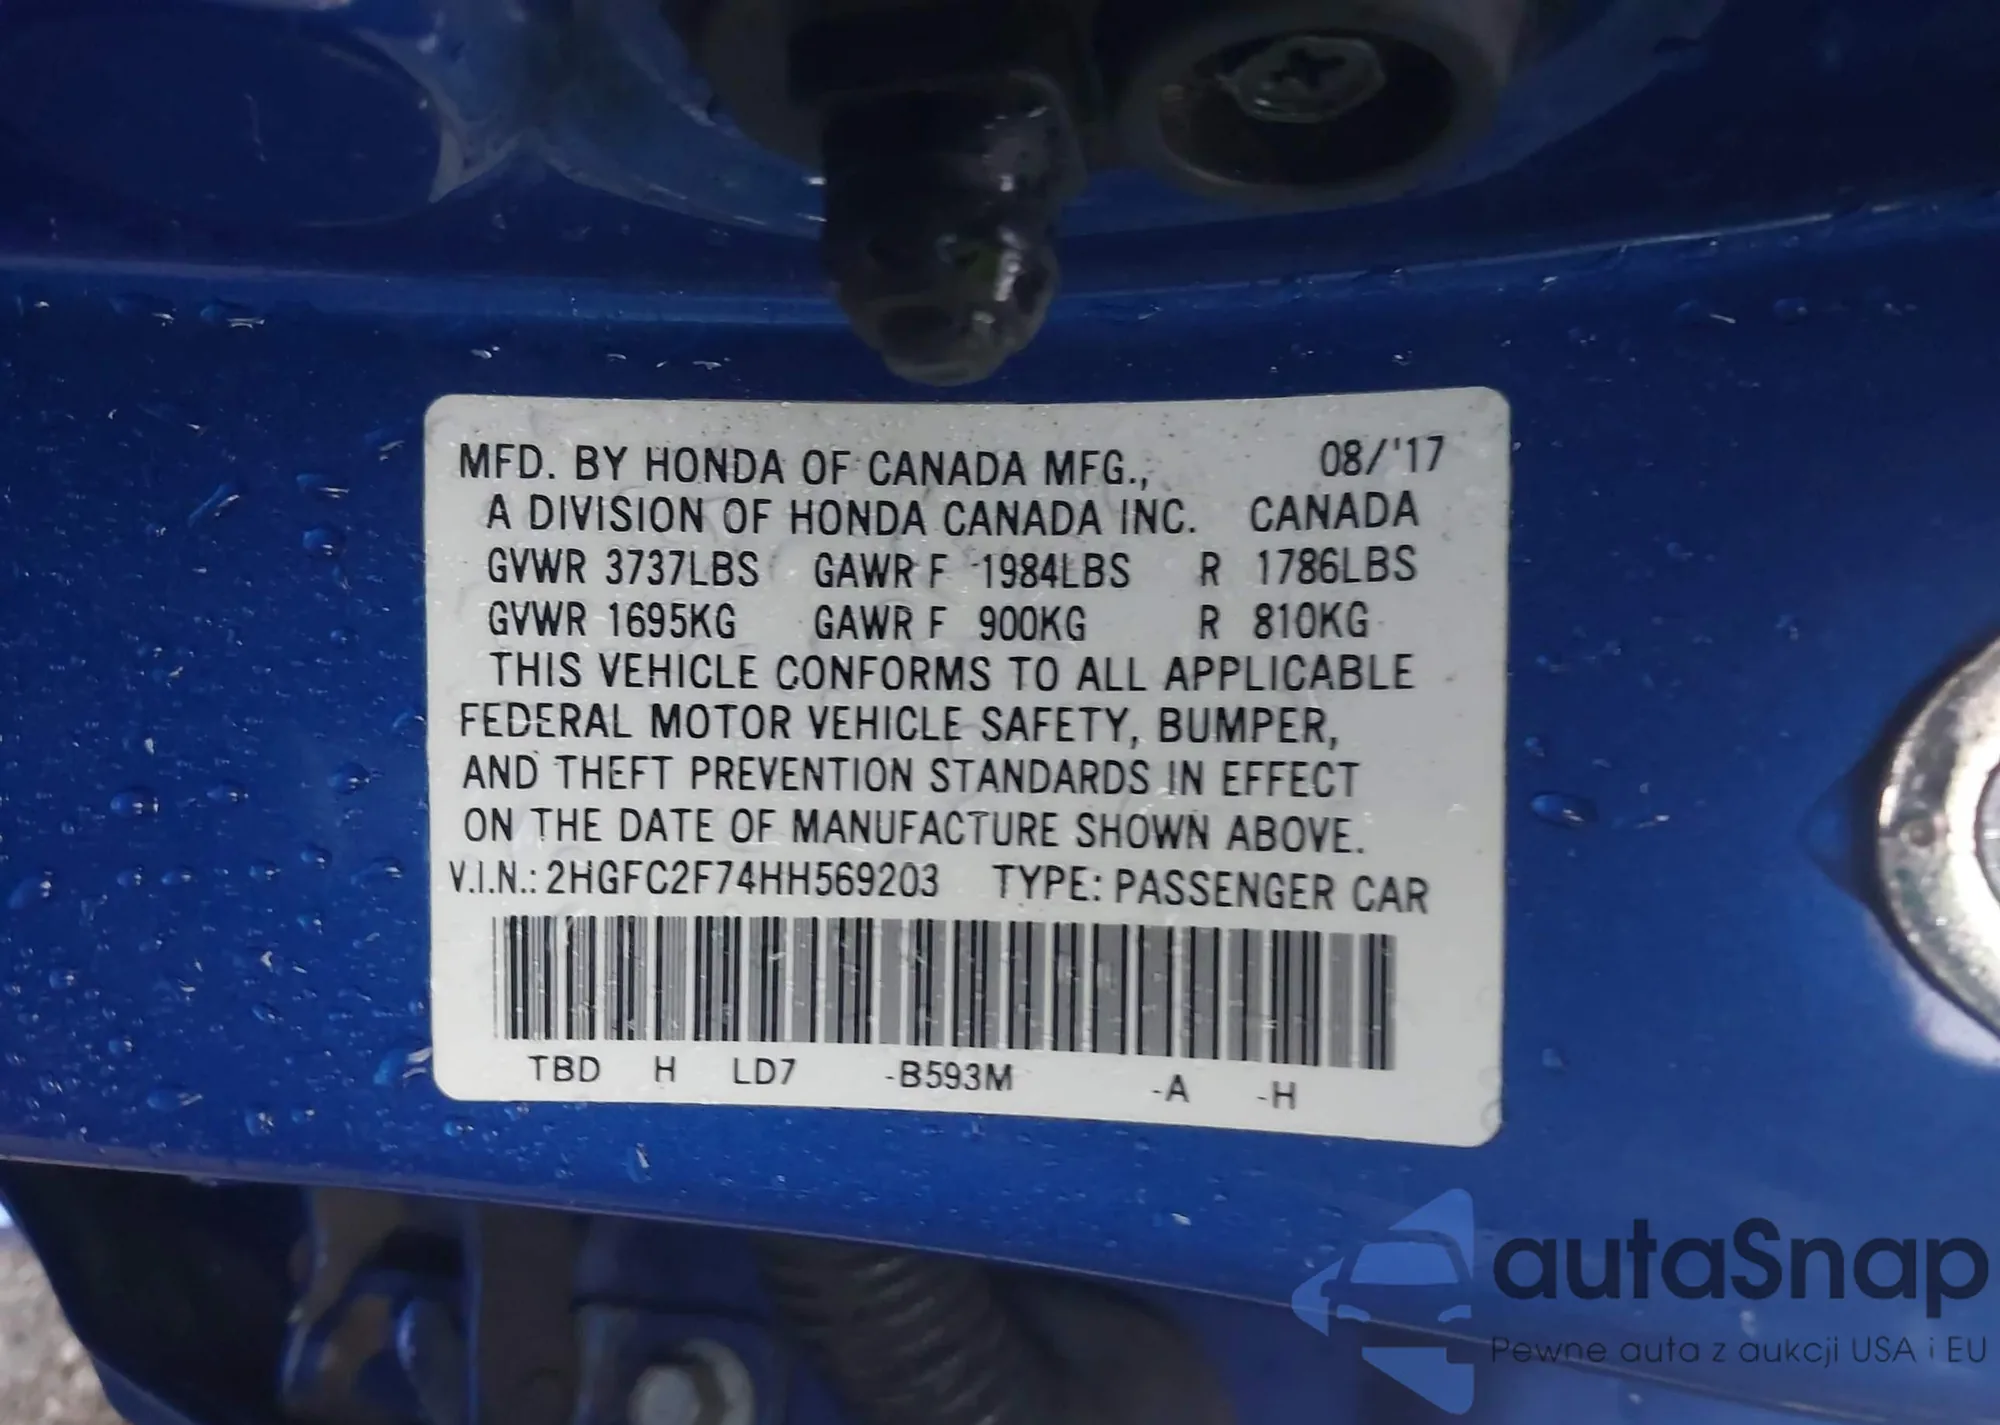 MFD. BY HONDA OF CANADA MFG., 08/'17
A DIVISION OF HONDA CANADA INC. CANADA
GVWR 3737LBS GAWR F 1984LBS R 1786LBS
GVWR 1695KG GAWR F 900KG R 810KG
THIS VEHICLE CONFORMS TO ALL APPLICABLE
FEDERAL MOTOR VEHICLE SAFETY, BUMPER,
AND THEFT PREVENTION STANDARDS IN EFFECT
ON THE DATE OF MANUFACTURE SHOWN ABOVE.
V.I.N.: 2HGFC2F74HH569203 TYPE: PASSENGER CAR
TBD H LD7 -B593M -A -H
autaSnap
Pewne auta z aukcji USA i EU